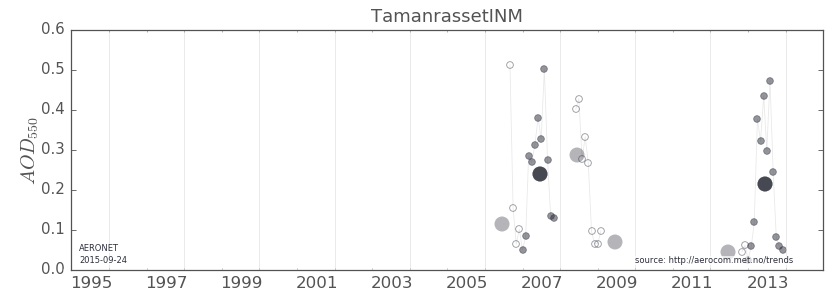 TamanrassetINM
0.6
0.5
0.4
0.3
0.2
0.1
0.0
AOD550
AERONET
2015-09-24
source: http://aerocom.met.no/trends
1995 1997 1999 2001 2003 2005 2007 2009 2011 2013